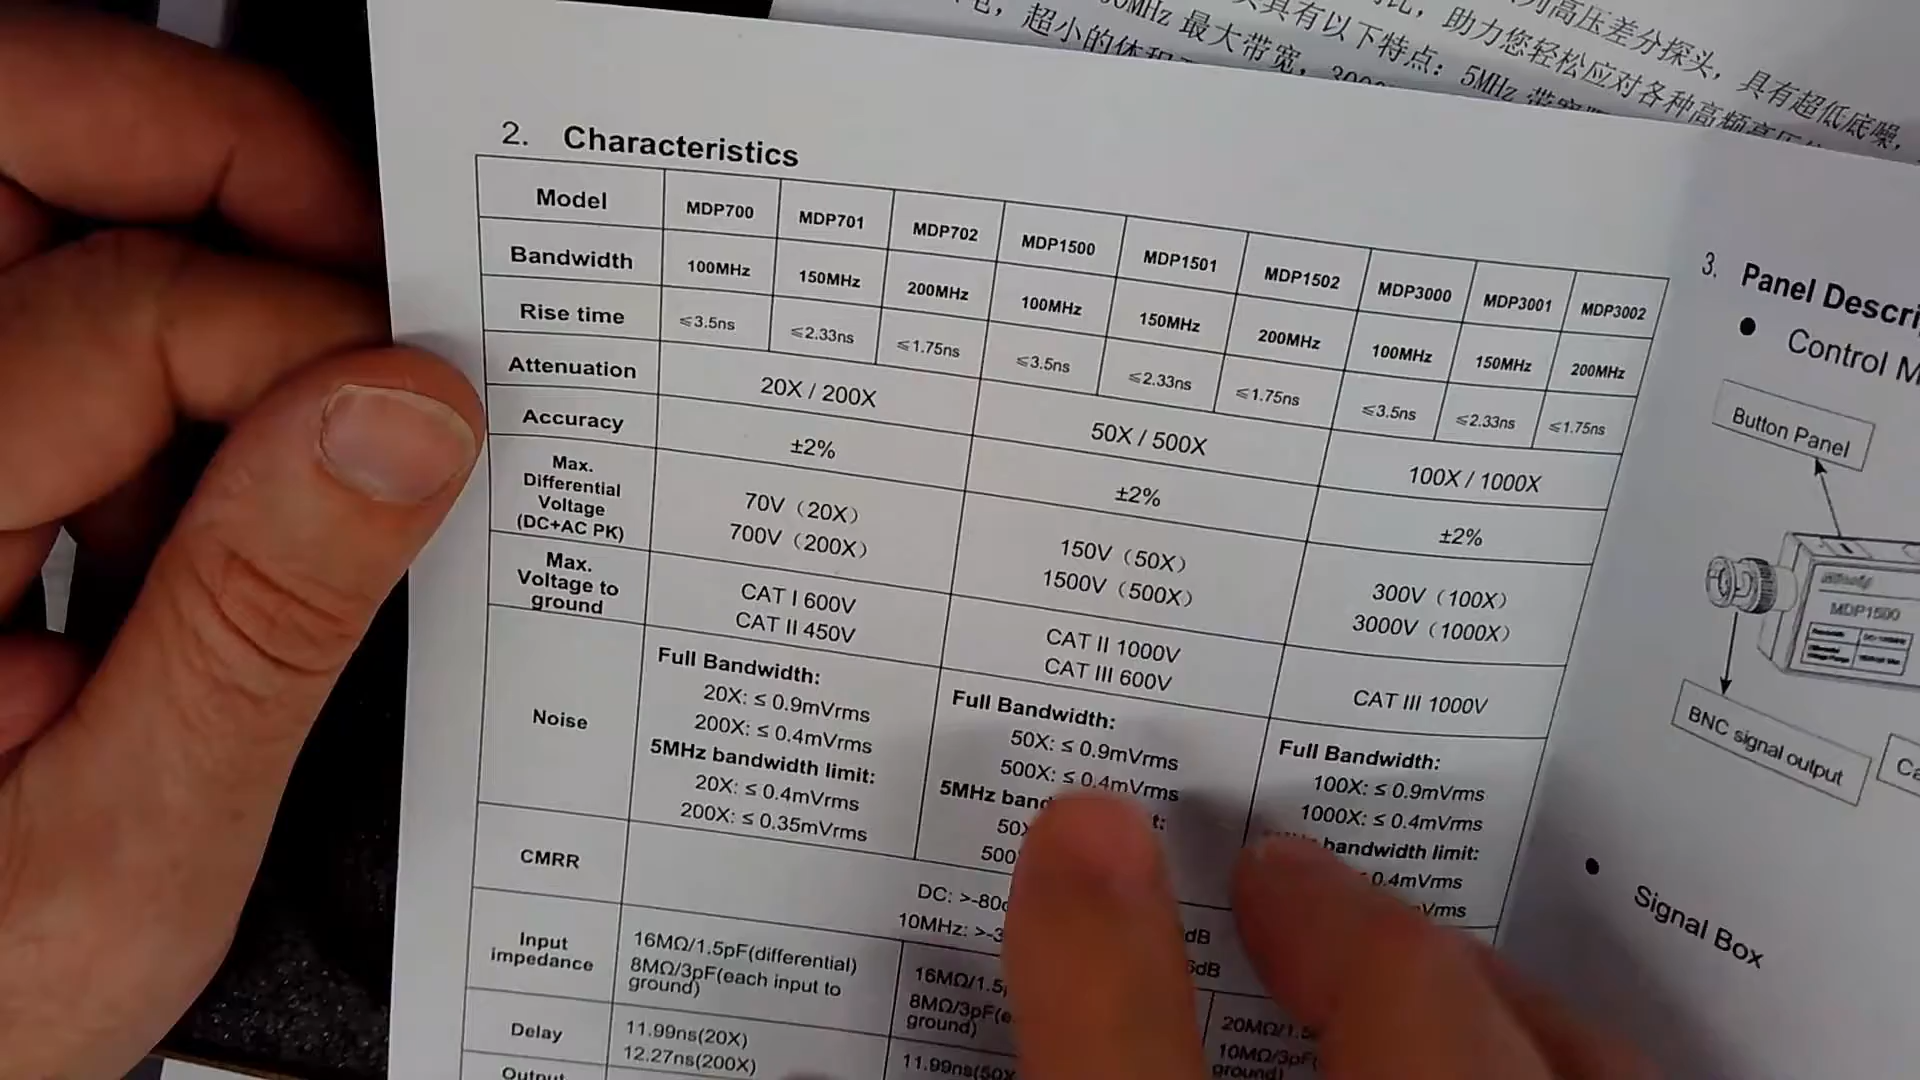 列高压差分探头，具有超低底噪，
助力您轻松应对各种高频高压
MHz 最大带宽，
具有以下特点：5MHz
超小的体积
2. Characteristics
Model MDP700 MDP701 MDP702 MDP1500 MDP1501 MDP1502 MDP3000 MDP3001 MDP3002
Bandwidth 100MHz 150MHz 200MHz 100MHz 150MHz 200MHz 100MHz 150MHz 200MHz
Rise time ≤3.5ns ≤2.33ns ≤1.75ns ≤3.5ns ≤2.33ns ≤1.75ns ≤3.5ns ≤2.33ns ≤1.75ns
Attenuation 20X / 200X 50X / 500X 100X / 1000X
Accuracy ±2% ±2% ±2%
Max.
Differential
Voltage
(DC+AC PK)
70V（20X）
700V（200X）
150V（50X）
1500V（500X）
300V（100X）
3000V（1000X）
Max.
Voltage to
ground
CAT I 600V
CAT II 450V
CAT II 1000V
CAT III 600V
CAT III 1000V
Noise
Full Bandwidth:
20X: ≤ 0.9mVrms
200X: ≤ 0.4mVrms
5MHz bandwidth limit:
20X: ≤ 0.4mVrms
200X: ≤ 0.35mVrms
Full Bandwidth:
50X: ≤ 0.9mVrms
500X: ≤ 0.4mVrms
5MHz
Full Bandwidth:
100X: ≤ 0.9mVrms
1000X: ≤ 0.4mVrms
bandwidth limit:
0.4mVrms
CMRR
DC:
10MHz:
Input
impedance
16MΩ/1.5pF(differential)
8MΩ/3pF(each input to
ground)
ground)
ground)
Delay
11.99ns(20X)
12.27ns(200X)
Output
3. Panel
Control
Button Panel
MDP1500
BNC signal output
Signal Box